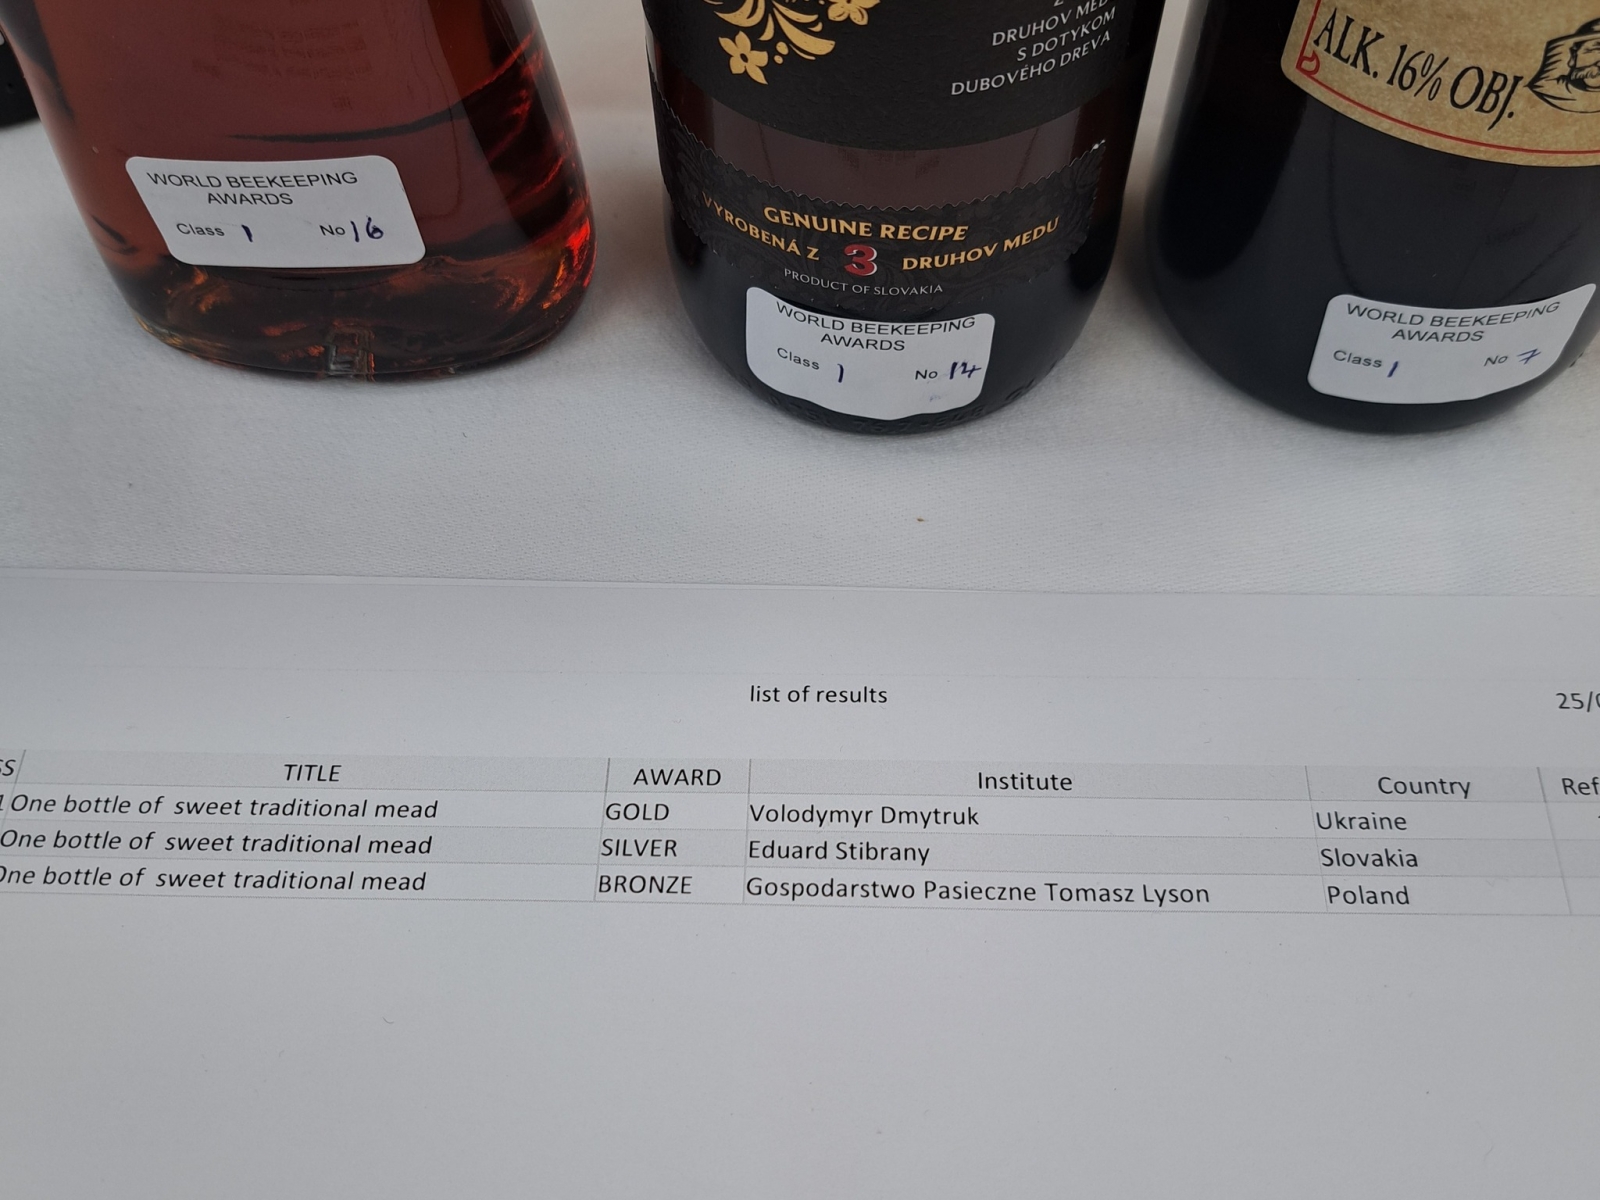 WORLD BEEKEEPING
AWARDS
Class 1 No 16
DRUHOV
S DOTYKOM
DUBOVÉHO DREVA
GENUINE RECIPE
VYROBENÁ Z 3 DRUHOV MEDU
PRODUCT OF SLOVAKIA
WORLD BEEKEEPING
AWARDS
Class 1 No 14
ALK. 16% OBJ.
WORLD BEEKEEPING
AWARDS
Class 1 No 7
list of results 25/
TITLE AWARD Institute Country Ref
1 One bottle of sweet traditional mead GOLD Volodymyr Dmytruk Ukraine
One bottle of sweet traditional mead SILVER Eduard Stibrany Slovakia
One bottle of sweet traditional mead BRONZE Gospodarstwo Pasieczne Tomasz Lyson Poland